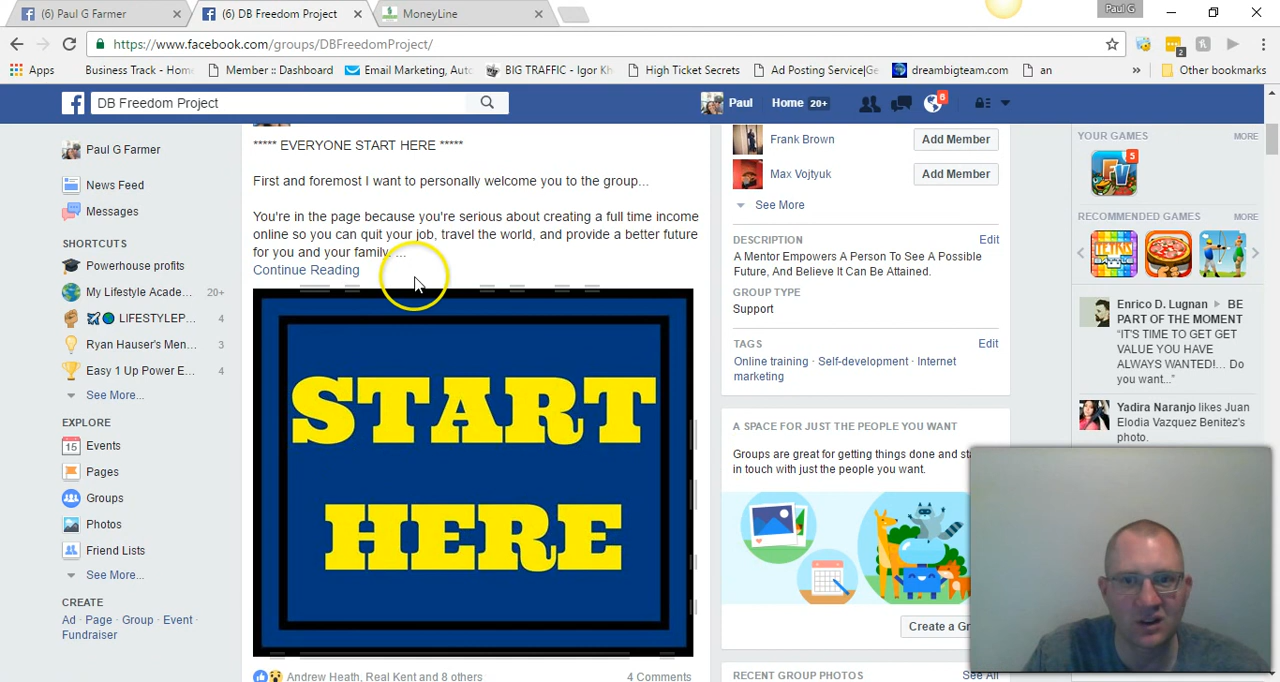 (6) Paul G Farmer
(6) DB Freedom Project
MoneyLine
Paul G
https://www.facebook.com/groups/DBFreedomProject/
2
Apps
Business Track - Home
Member :: Dashboard
Email Marketing, Aut
BIG TRAFFIC - Igor Kh
High Ticket Secrets
Ad Posting Service|Ge
dreambigteam.com
an
»
Other bookmarks
DB Freedom Project
Paul
Home 20+
6
Paul G Farmer
News Feed
Messages
SHORTCUTS
Powerhouse profits
My Lifestyle Acade... 20+
LIFESTYLEP... 4
Ryan Hauser's Men... 3
Easy 1 Up Power E... 4
See More...
EXPLORE
15 Events
Pages
Groups
Photos
Friend Lists
See More...
CREATE
Ad · Page · Group · Event ·
Fundraiser
***** EVERYONE START HERE *****
First and foremost I want to personally welcome you to the group...
You're in the page because you're serious about creating a full time income
online so you can quit your job, travel the world, and provide a better future
for you and your family. ...
Continue Reading
START
HERE
Andrew Heath, Real Kent and 8 others
4 Comments
Frank Brown
Add Member
Max Vojtyuk
Add Member
See More
DESCRIPTION
Edit
A Mentor Empowers A Person To See A Possible
Future, And Believe It Can Be Attained.
GROUP TYPE
Support
TAGS
Edit
Online training · Self-development · Internet
marketing
A SPACE FOR JUST THE PEOPLE YOU WANT
Groups are great for getting things done and st
in touch with just the people you want.
Create a Gr
RECENT GROUP PHOTOS
See All
YOUR GAMES
MORE
5
RECOMMENDED GAMES
MORE
TETRIS
Enrico D. Lugnan ▸ BE
PART OF THE MOMENT
“IT'S TIME TO GET GET
VALUE YOU HAVE
ALWAYS WANTED!... Do
you want...”
Yadira Naranjo likes Juan
Elodia Vazquez Benitez's
photo.